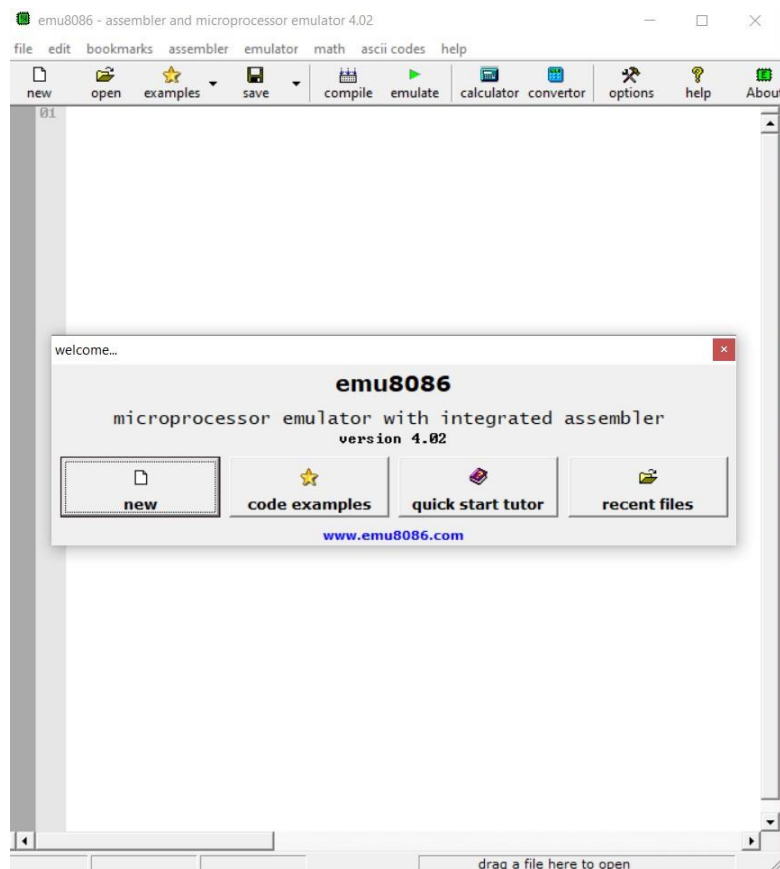 emu8086 - assembler and microprocessor emulator 4.02
file edit bookmarks assembler emulator math ascii codes help
new open examples save compile emulate calculator convertor options help About
01
welcome...
emu8086
microprocessor emulator with integrated assembler
version 4.02
new code examples quick start tutor recent files
www.emu8086.com
drag a file here to open